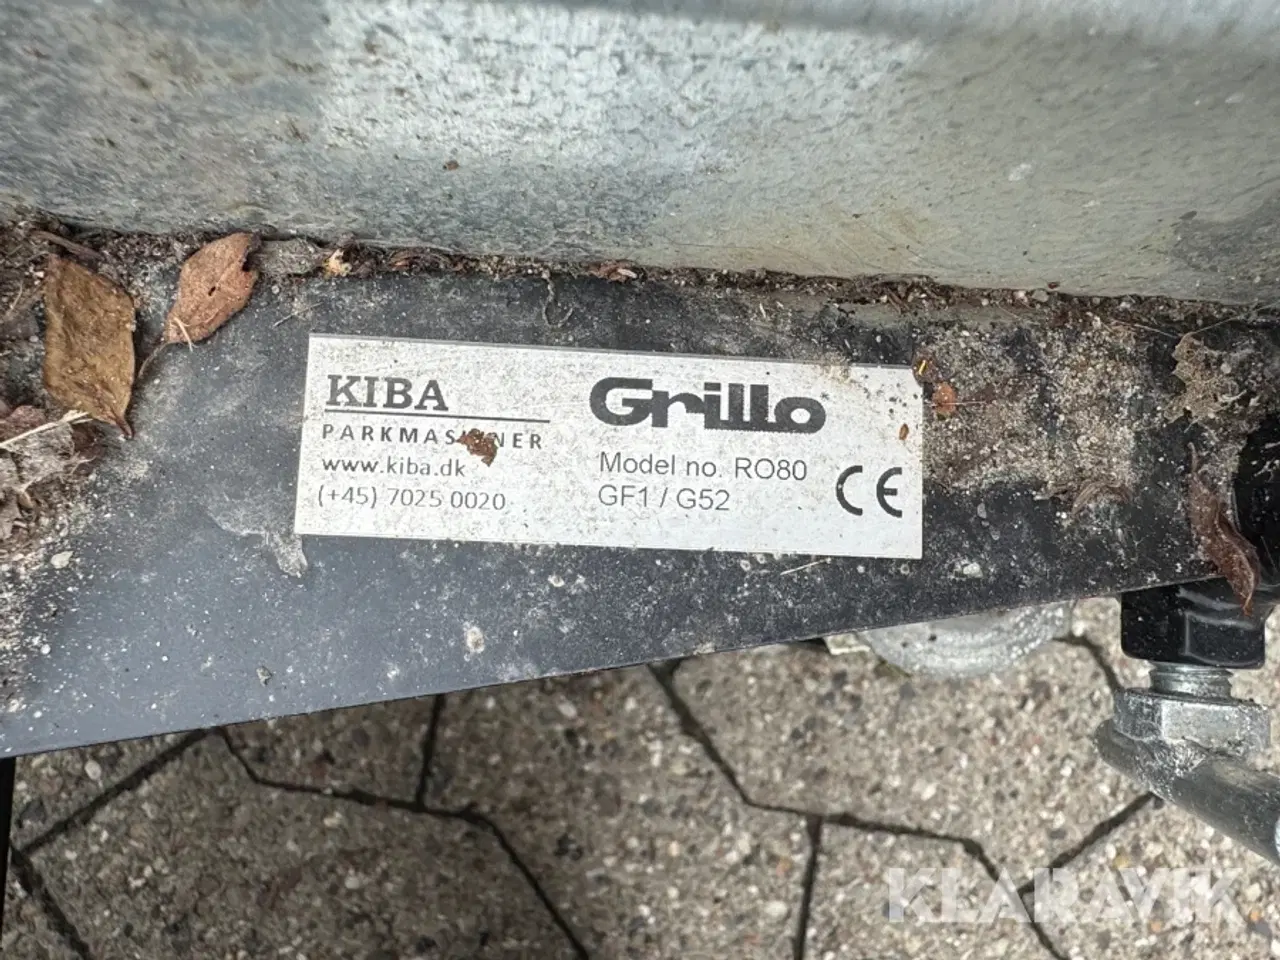 KIBA
PARKMASKINER
www.kiba.dk
(+45) 7025 0020
Grillo
Model no. RO80
GF1 / G52
CE
KLARAVIK